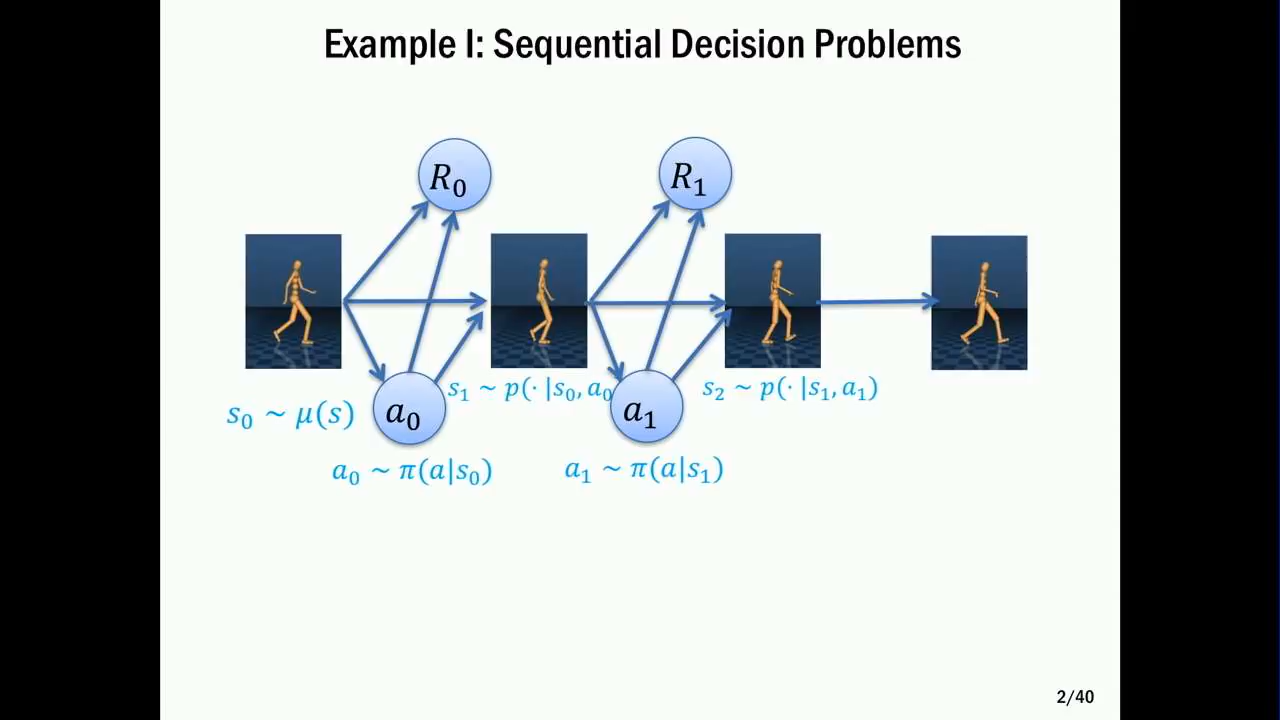 Example I: Sequential Decision Problems
R₀
R₁
s₁ ~ p(· |s₀, a₀
s₂ ~ p(· |s₁, a₁)
s₀ ~ μ(s)
a₀
a₁
a₀ ~ π(a|s₀)
a₁ ~ π(a|s₁)
2/40